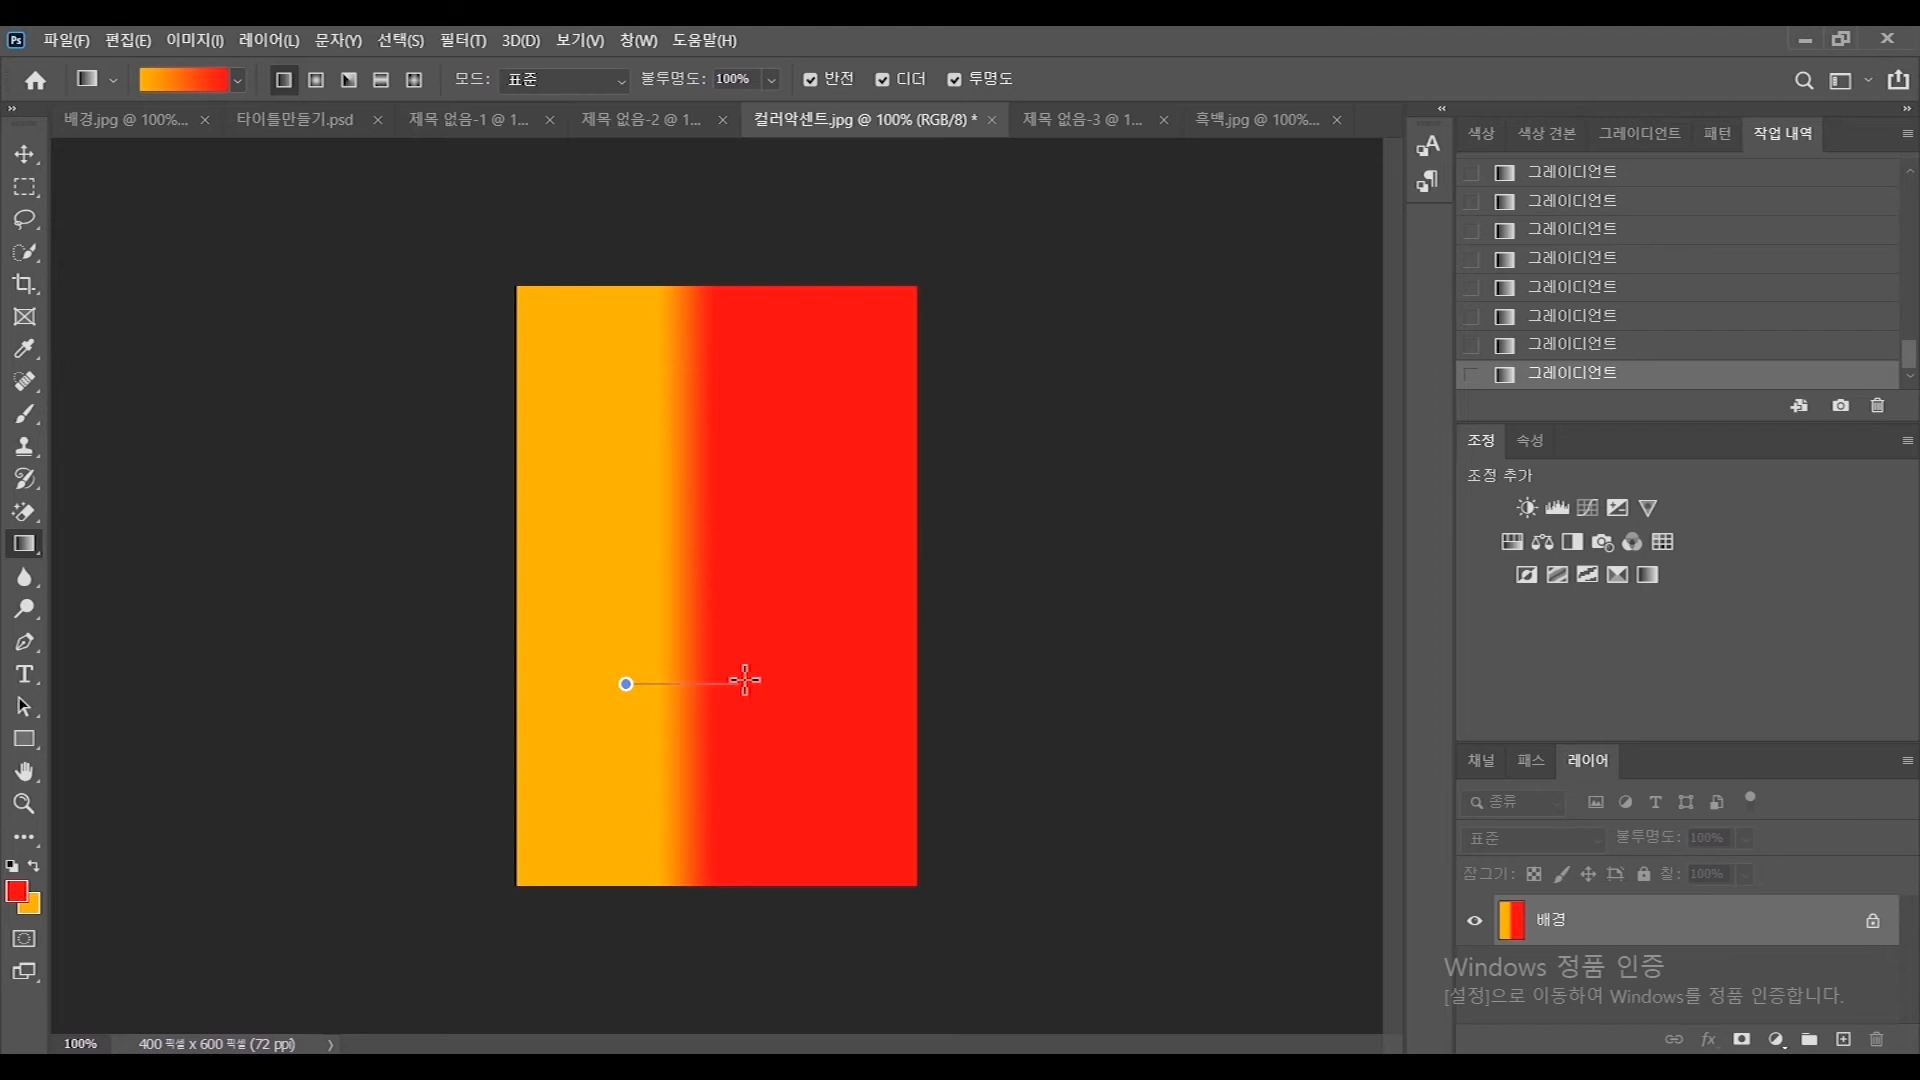 Ps 파일(F) 편집(E) 이미지(I) 레이어(L) 문자(Y) 선택(S) 필터(T) 3D(D) 보기(V) 창(W) 도움말(H)
모드: 표준 불투명도: 100% 반전 디더 투명도
배경.jpg @ 100%... 타이틀만들기.psd 제목 없음-1 @ 1... 제목 없음-2 @ 1... 컬러악센트.jpg @ 100% (RGB/8) * 제목 없음-3 @ 1... 흑백.jpg @ 100%...
색상 색상 견본 그레이디언트 패턴 작업 내역
그레이디언트
그레이디언트
그레이디언트
그레이디언트
그레이디언트
그레이디언트
그레이디언트
그레이디언트
조정 속성
조정 추가
채널 패스 레이어
종류
표준 불투명도: 100%
잠그기: 칠: 100%
배경
Windows 정품 인증
[설정]으로 이동하여 Windows를 정품 인증합니다.
fx
100% 400 픽셀 x 600 픽셀 (72 ppi)